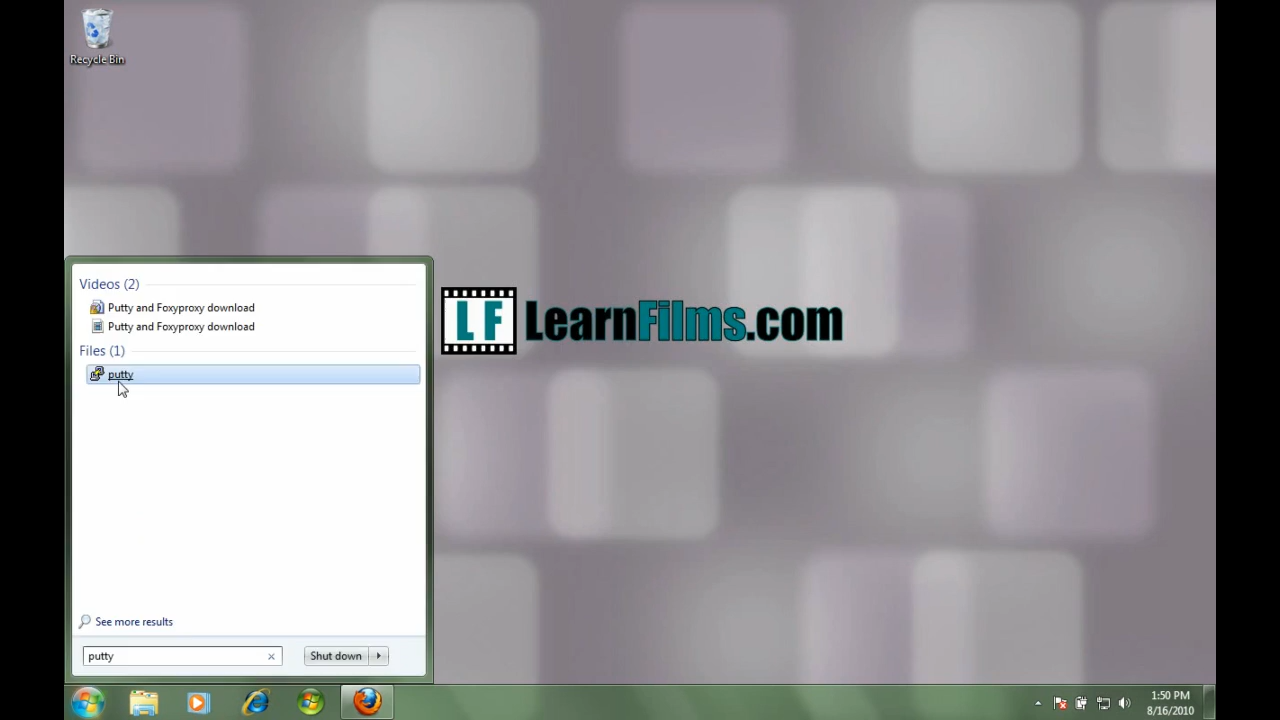 Recycle Bin
Videos (2)
Putty and Foxyproxy download
Putty and Foxyproxy download
Files (1)
putty
LF LearnFilms.com
See more results
putty
Shut down
1:50 PM
8/16/2010